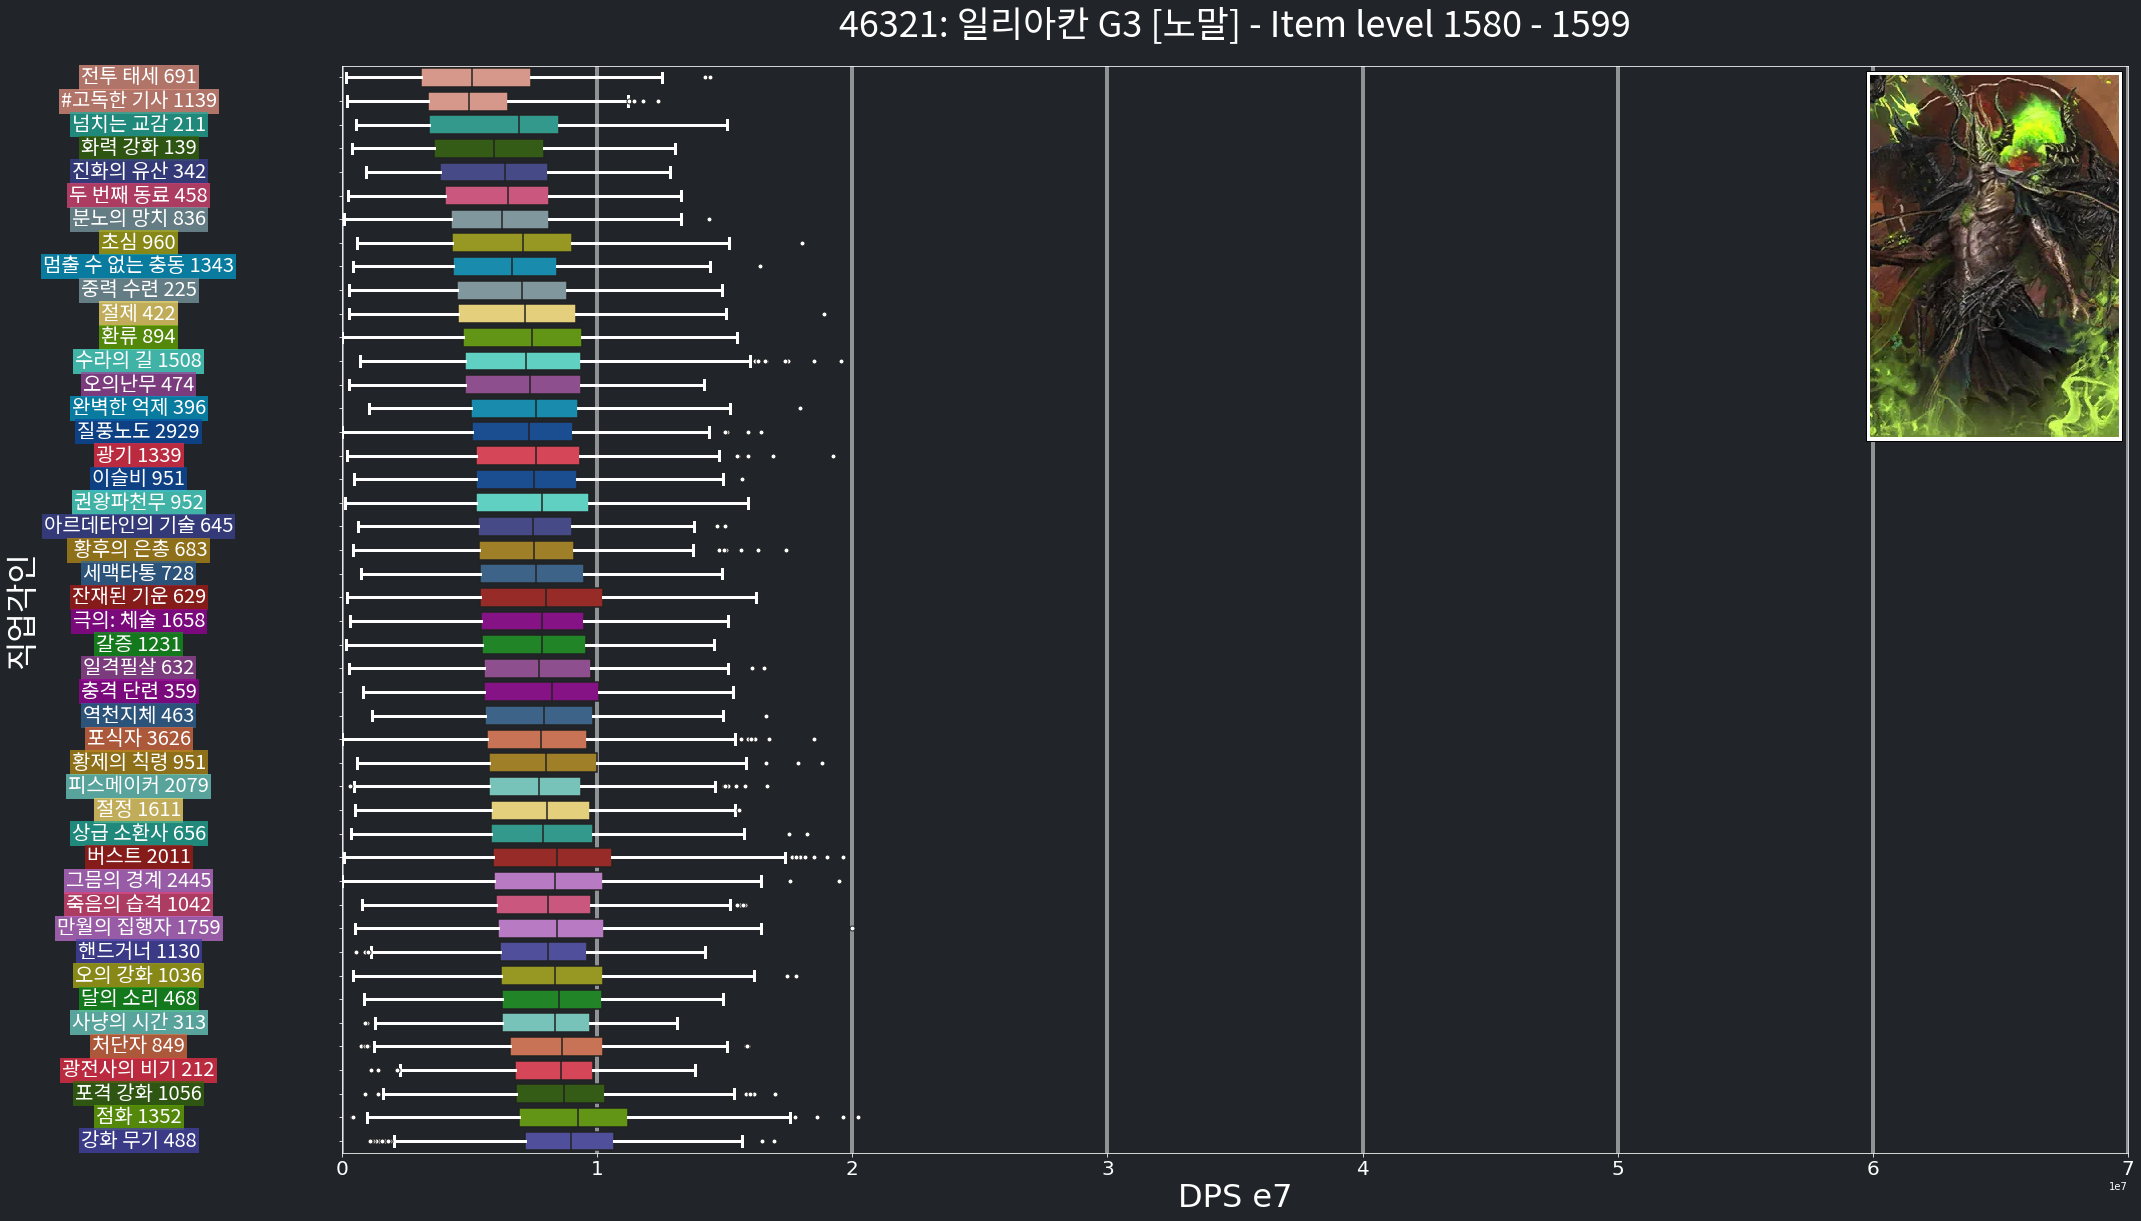 46321: 일리아칸 G3 [노말] - Item level 1580 - 1599
전투 태세 691
#고독한 기사 1139
넘치는 교감 211
화력 강화 139
진화의 유산 342
두 번째 동료 458
분노의 망치 836
초심 960
멈출 수 없는 충동 1343
중력 수련 225
절제 422
환류 894
수라의 길 1508
오의난무 474
완벽한 억제 396
질풍노도 2929
광기 1339
이슬비 951
권왕파천무 952
아르데타인의 기술 645
황후의 은총 683
세맥타통 728
잔재된 기운 629
극의: 체술 1658
갈증 1231
일격필살 632
충격 단련 359
역천지체 463
포식자 3626
황제의 칙령 951
피스메이커 2079
절정 1611
상급 소환사 656
버스트 2011
그믐의 경계 2445
죽음의 습격 1042
만월의 집행자 1759
핸드거너 1130
오의 강화 1036
달의 소리 468
사냥의 시간 313
처단자 849
광전사의 비기 212
포격 강화 1056
점화 1352
강화 무기 488
직업각인
0 1 2 3 4 5 6 7
DPS e7
1e7